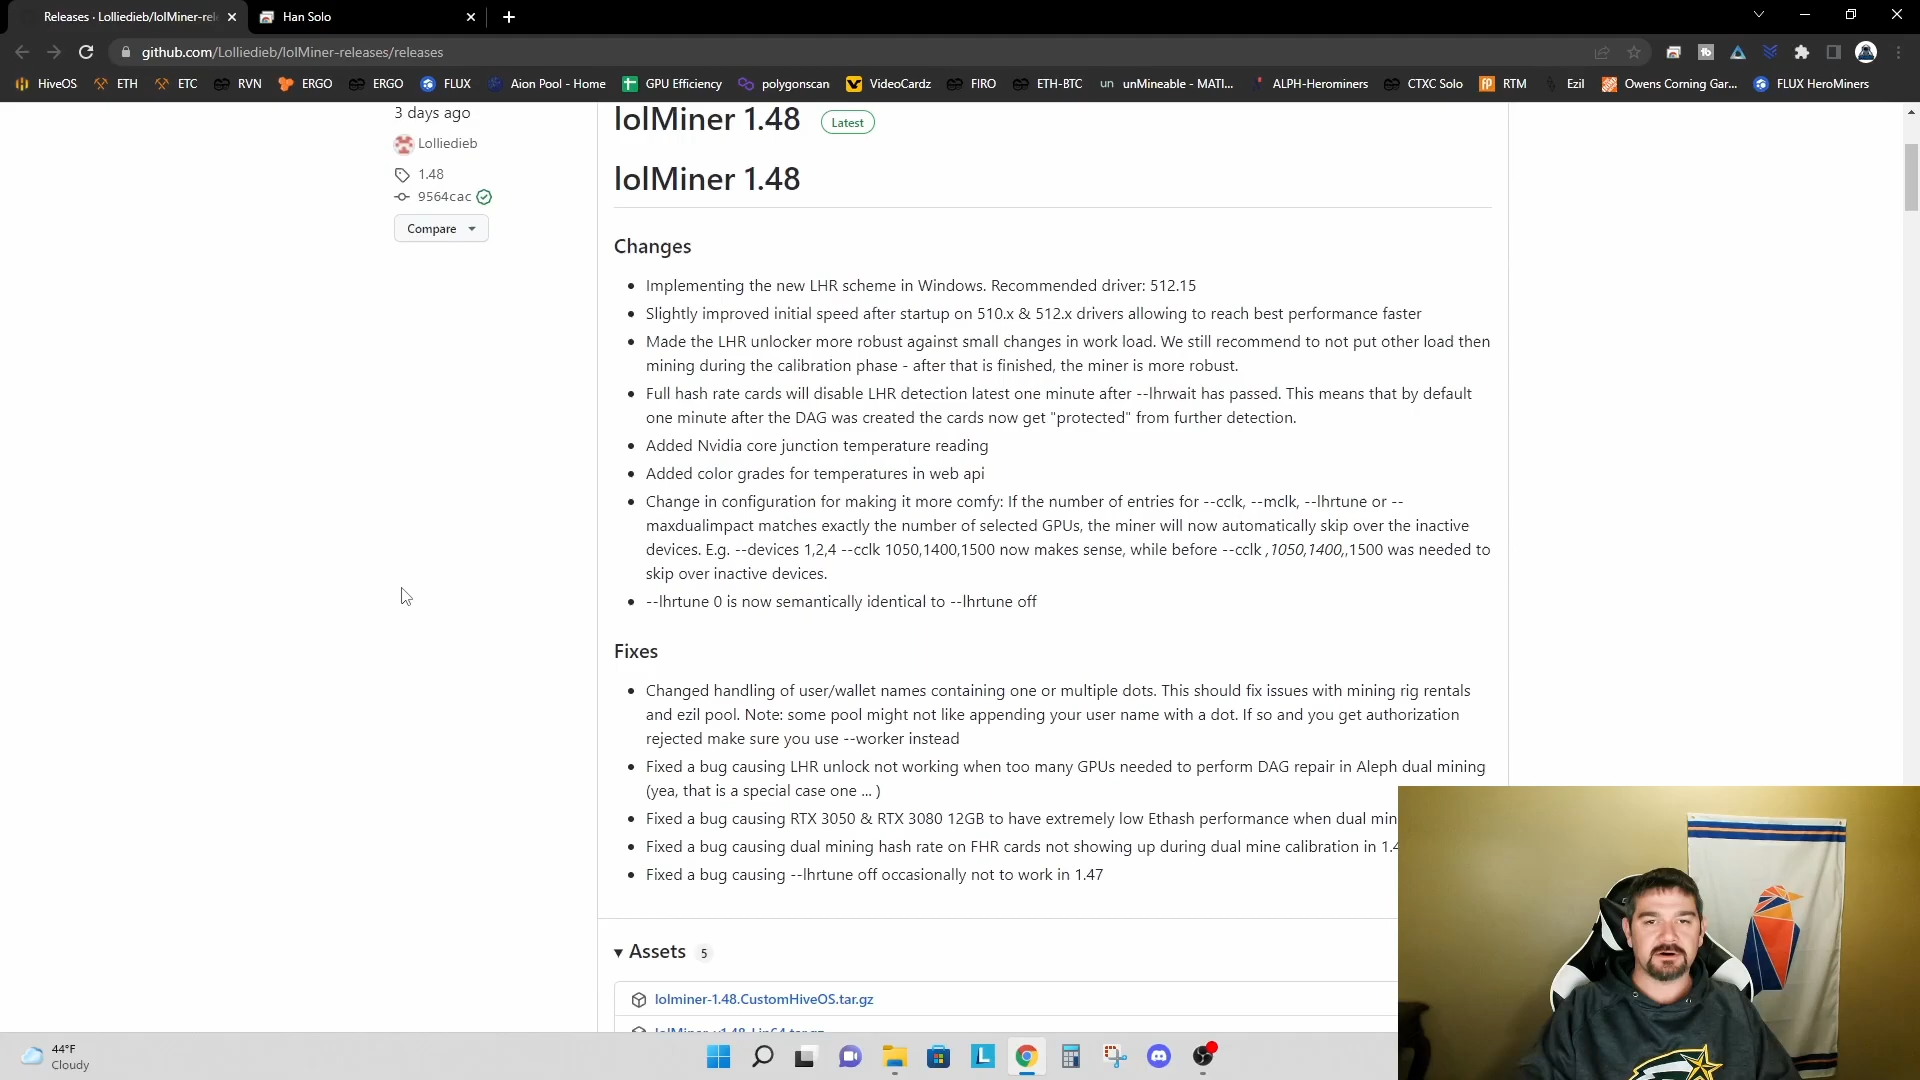 Releases · Lolliedieb/lolMiner-rel
Han Solo
github.com/Lolliedieb/lolMiner-releases/releases
HiveOS ETH ETC RVN ERGO ERGO FLUX Aion Pool - Home GPU Efficiency polygonscan VideoCardz FIRO ETH-BTC unMineable - MATI... ALPH-Herominers CTXC Solo RTM Ezil Owens Corning Gar... FLUX HeroMiners
3 days ago
Lolliedieb
1.48
9564cac
Compare
lolMiner 1.48 Latest
lolMiner 1.48
Changes
Implementing the new LHR scheme in Windows. Recommended driver: 512.15
Slightly improved initial speed after startup on 510.x & 512.x drivers allowing to reach best performance faster
Made the LHR unlocker more robust against small changes in work load. We still recommend to not put other load then
mining during the calibration phase - after that is finished, the miner is more robust.
Full hash rate cards will disable LHR detection latest one minute after --lhrwait has passed. This means that by default
one minute after the DAG was created the cards now get "protected" from further detection.
Added Nvidia core junction temperature reading
Added color grades for temperatures in web api
Change in configuration for making it more comfy: If the number of entries for --cclk, --mclk, --lhrtune or --
maxdualimpact matches exactly the number of selected GPUs, the miner will now automatically skip over the inactive
devices. E.g. --devices 1,2,4 --cclk 1050,1400,1500 now makes sense, while before --cclk ,1050,1400,,1500 was needed to
skip over inactive devices.
--lhrtune 0 is now semantically identical to --lhrtune off
Fixes
Changed handling of user/wallet names containing one or multiple dots. This should fix issues with mining rig rentals
and ezil pool. Note: some pool might not like appending your user name with a dot. If so and you get authorization
rejected make sure you use --worker instead
Fixed a bug causing LHR unlock not working when too many GPUs needed to perform DAG repair in Aleph dual mining
(yea, that is a special case one ... )
Fixed a bug causing RTX 3050 & RTX 3080 12GB to have extremely low Ethash performance when dual min
Fixed a bug causing dual mining hash rate on FHR cards not showing up during dual mine calibration in 1.4
Fixed a bug causing --lhrtune off occasionally not to work in 1.47
Assets 5
lolminer-1.48.CustomHiveOS.tar.gz
lolMiner_v1.48_Lin64.tar.gz
44°F
Cloudy